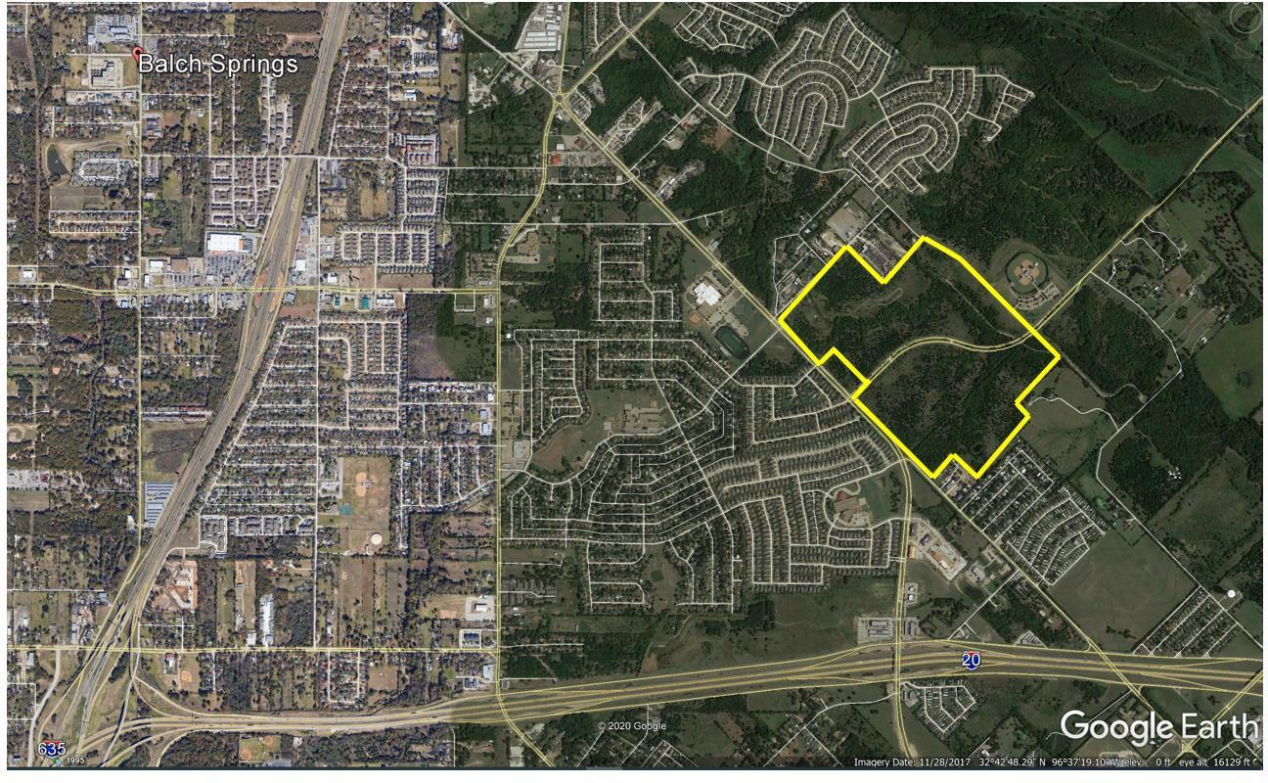 Balch Springs
20
© 2020 Google
Google Earth
635
1995
Imagery Date: 11/28/2017 32°42'48.29" N 96°37'19.10" W elev 0 ft eye alt 16129 ft